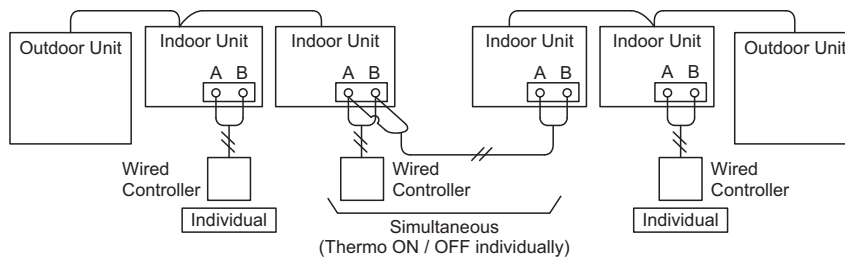 Outdoor Unit
Indoor Unit
Indoor Unit
Indoor Unit
Indoor Unit
Outdoor Unit
A B
A B
A B
A B
Wired
Controller
Wired
Controller
Wired
Controller
Individual
Simultaneous
(Thermo ON / OFF individually)
Individual